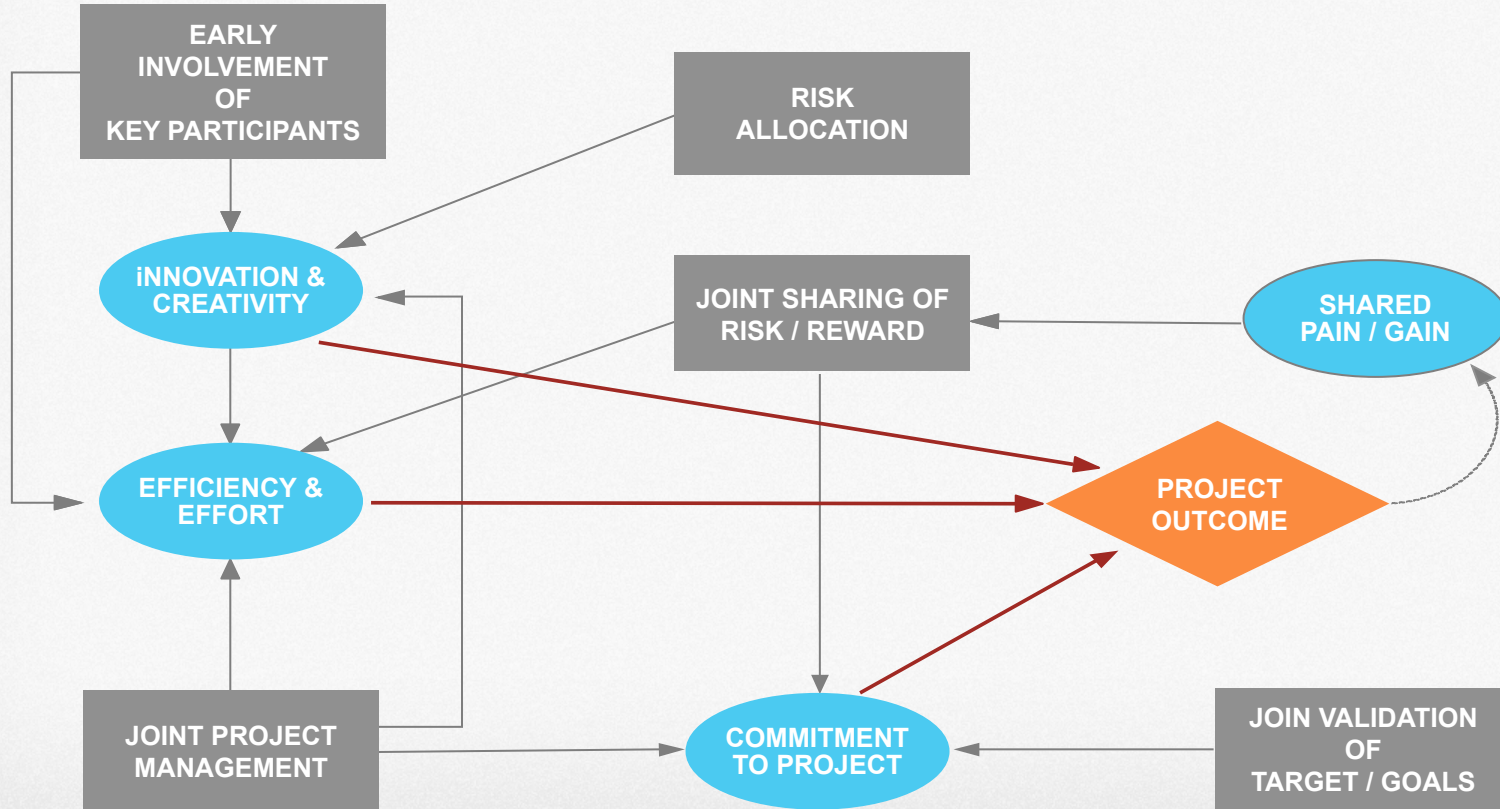 EARLY
INVOLVEMENT
OF
KEY PARTICIPANTS
RISK
ALLOCATION
iNNOVATION &
CREATIVITY
JOINT SHARING OF
RISK / REWARD
SHARED
PAIN / GAIN
EFFICIENCY &
EFFORT
PROJECT
OUTCOME
JOINT PROJECT
MANAGEMENT
COMMITMENT
TO PROJECT
JOIN VALIDATION
OF
TARGET / GOALS